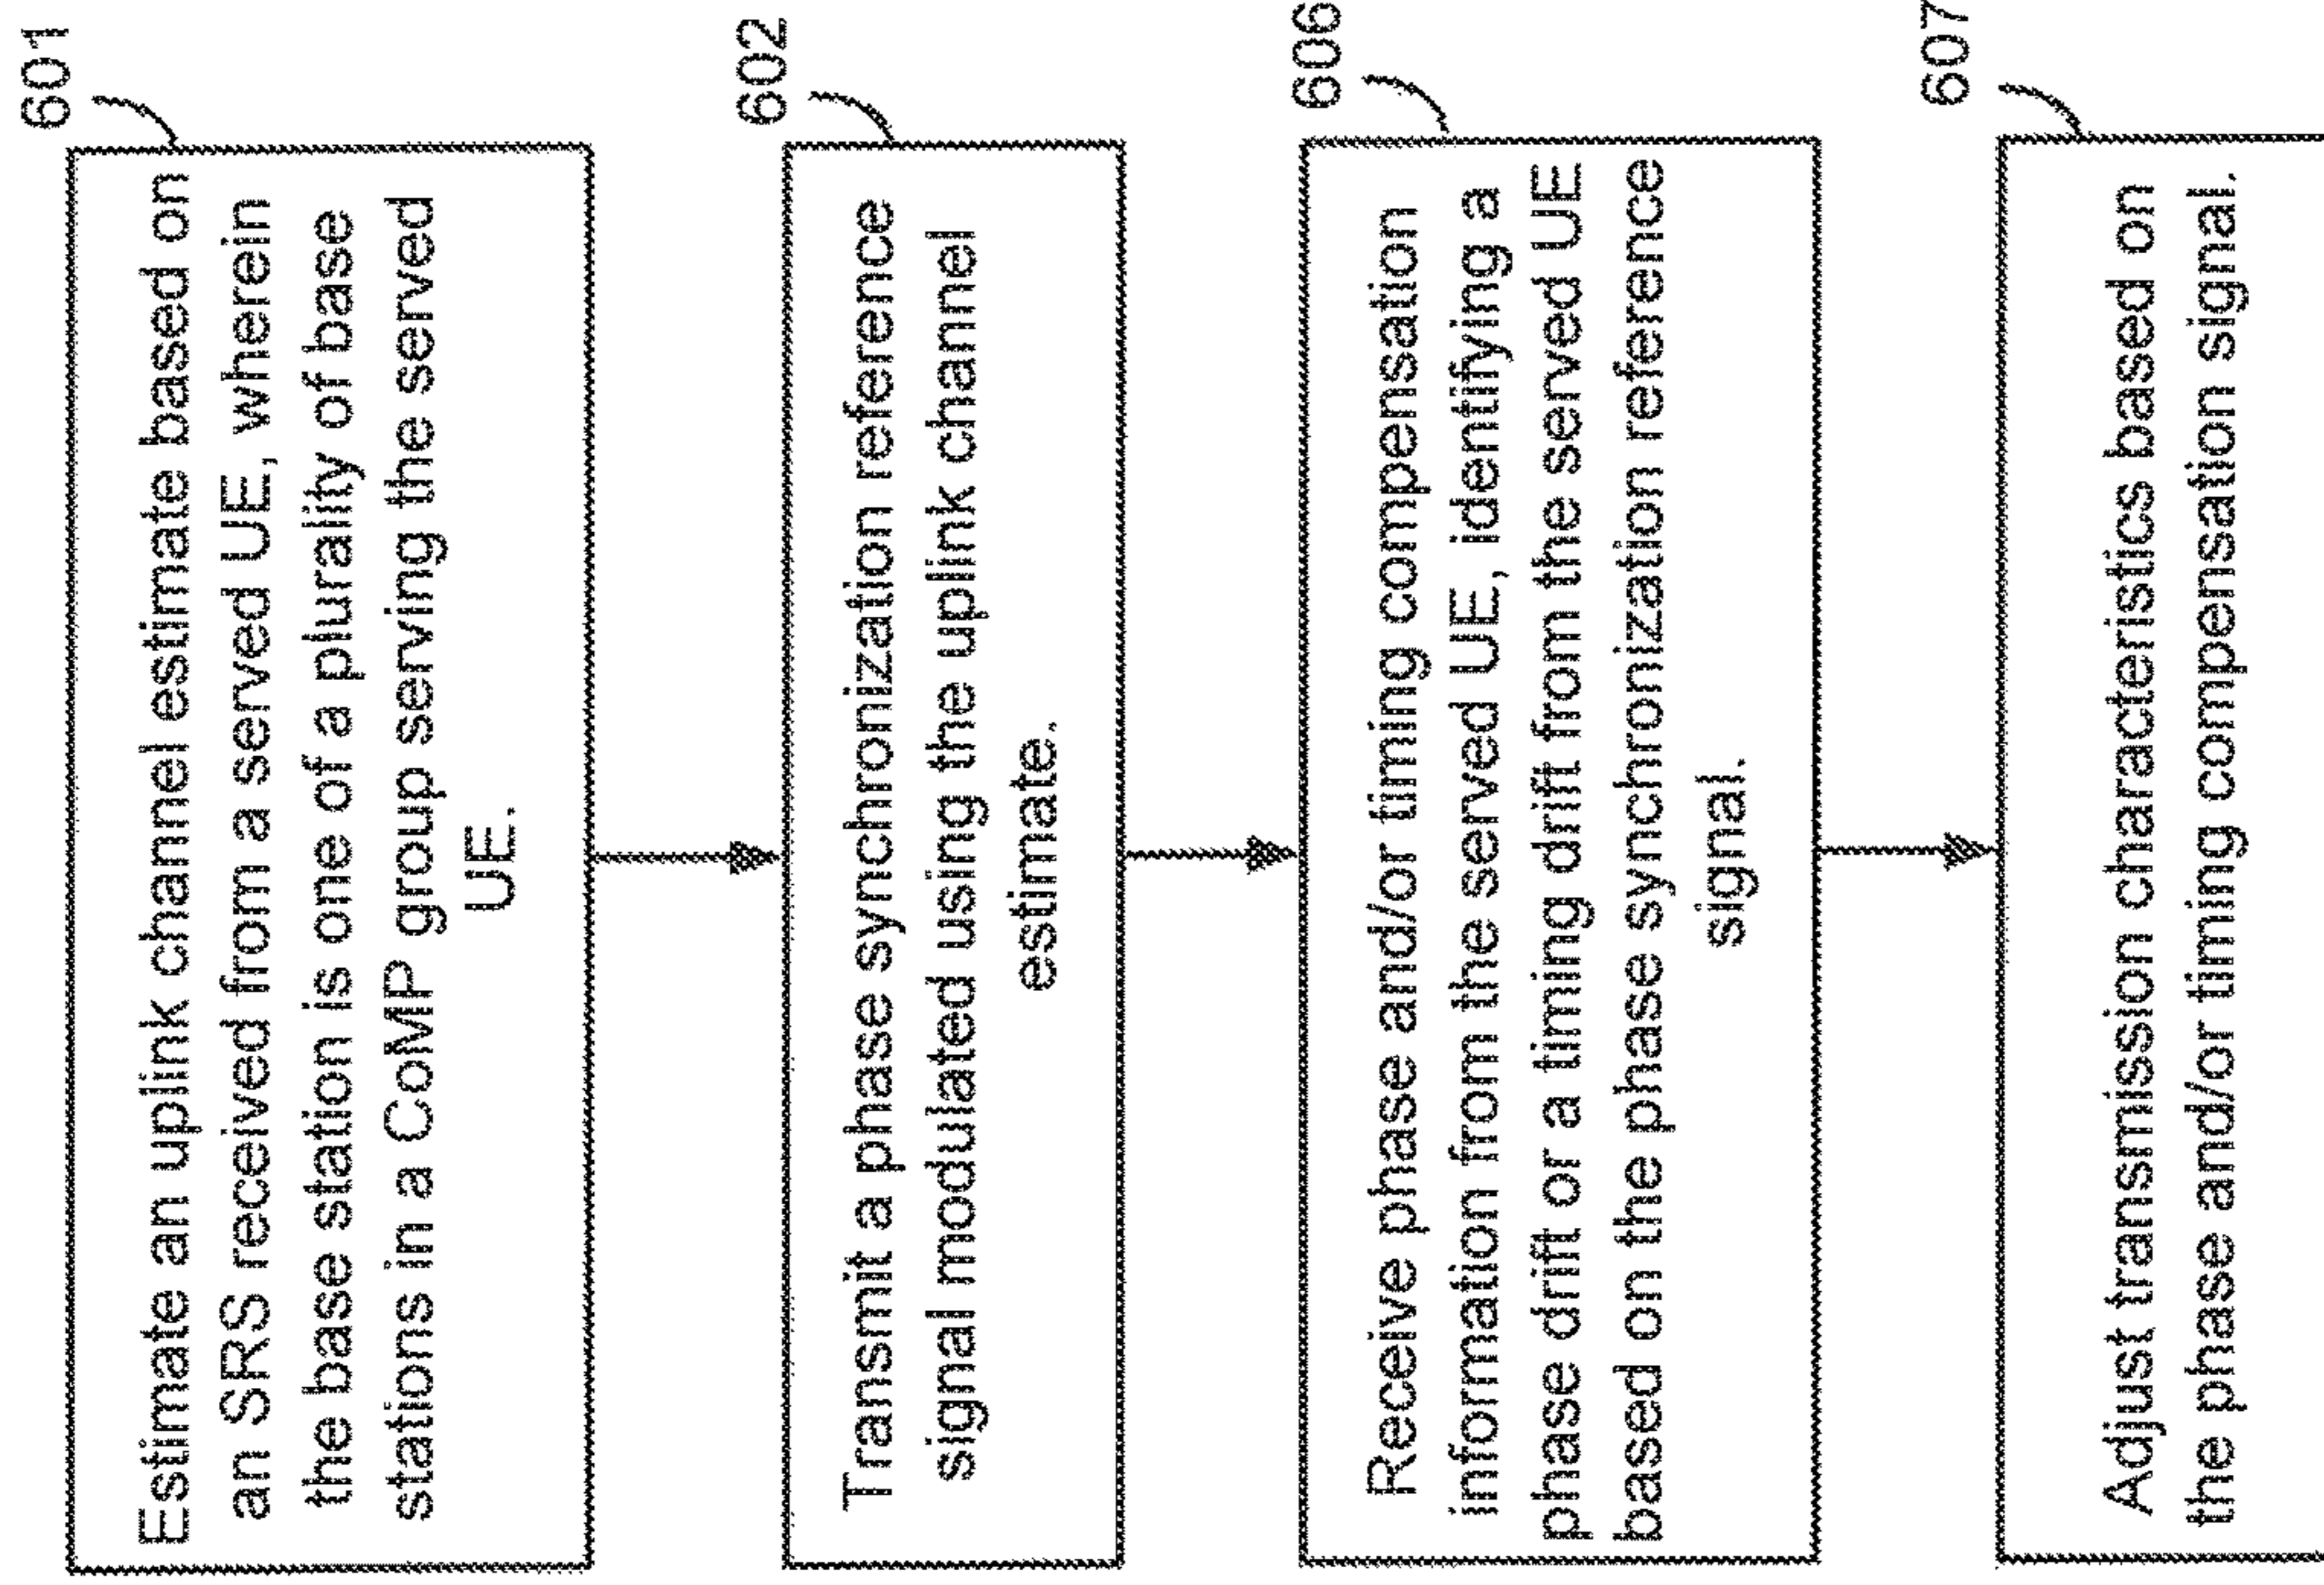 601
Estimate an uplink channel estimate based on
an SRS received from a served UE, wherein
the base station is one of a plurality of base
stations in a CoMP group serving the served
UE.
602
Transmit a phase synchronization reference
signal modulated using the uplink channel
estimate.
606
Receive phase and/or timing compensation
information from the served UE, identifying a
phase drift or a timing drift from the served UE
based on the phase synchronization reference
signal.
607
Adjust transmission characteristics based on
the phase and/or timing compensation signal.